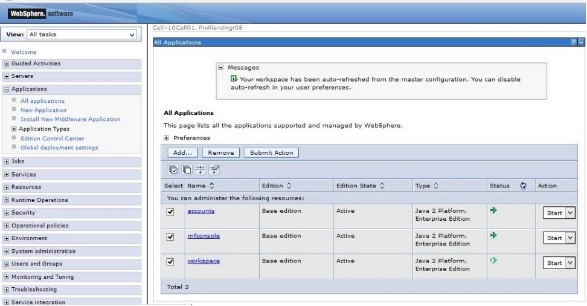 WebSphere. software
View: All tasks
Welcome
Guided Activities
Servers
Applications
All applications
New Application
Install New Middleware Application
Application Types
Edition Control Center
Global deployment settings
Jobs
Services
Resources
Runtime Operations
Security
Operational policies
Environment
System administration
Users and Groups
Monitoring and Tuning
Troubleshooting
Service integration
Cell=10Cell01, Profile=dmgr08
All Applications
Messages
Your workspace has been auto-refreshed from the master configuration. You can disable
auto-refresh in your user preferences.
All Applications
This page lists all the applications supported and managed by WebSphere.
Preferences
Add... Remove Submit Action
Select Name Edition Edition State Type Status Action
You can administer the following resources:
accounts Base edition Active Java 2 Platform, Start
Enterprise Edition
mfconsole Base edition Active Java 2 Platform, Start
Enterprise Edition
workspace Base edition Active Java 2 Platform, Start
Enterprise Edition
Total 3